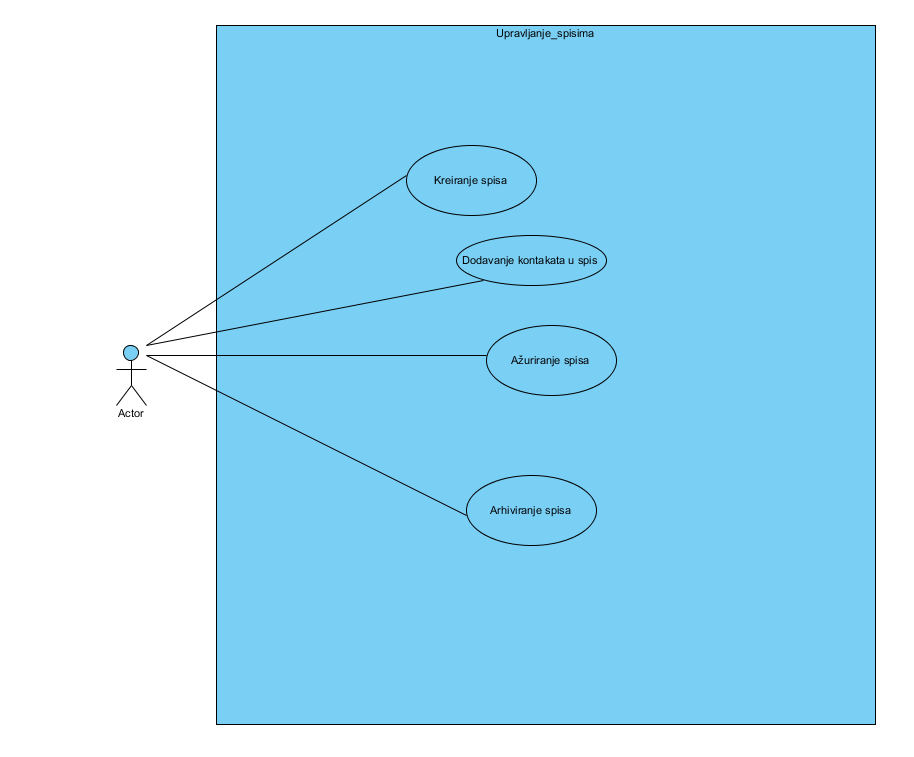 Upravljanje_spisima
Kreiranje spisa
Dodavanje kontakata u spis
Ažuriranje spisa
Actor
Arhiviranje spisa